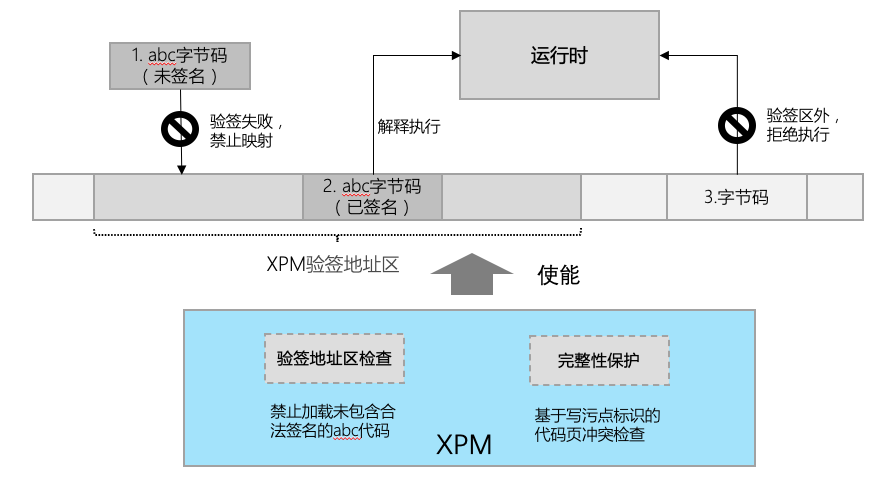 1. abc字节码
（未签名）
运行时
验签失败，
禁止映射
解释执行
验签区外，
拒绝执行
2. abc字节码
（已签名）
3.字节码
XPM验签地址区
使能
验签地址区检查
完整性保护
禁止加载未包含合
法签名的abc代码
基于写污点标识的
代码页冲突检查
XPM